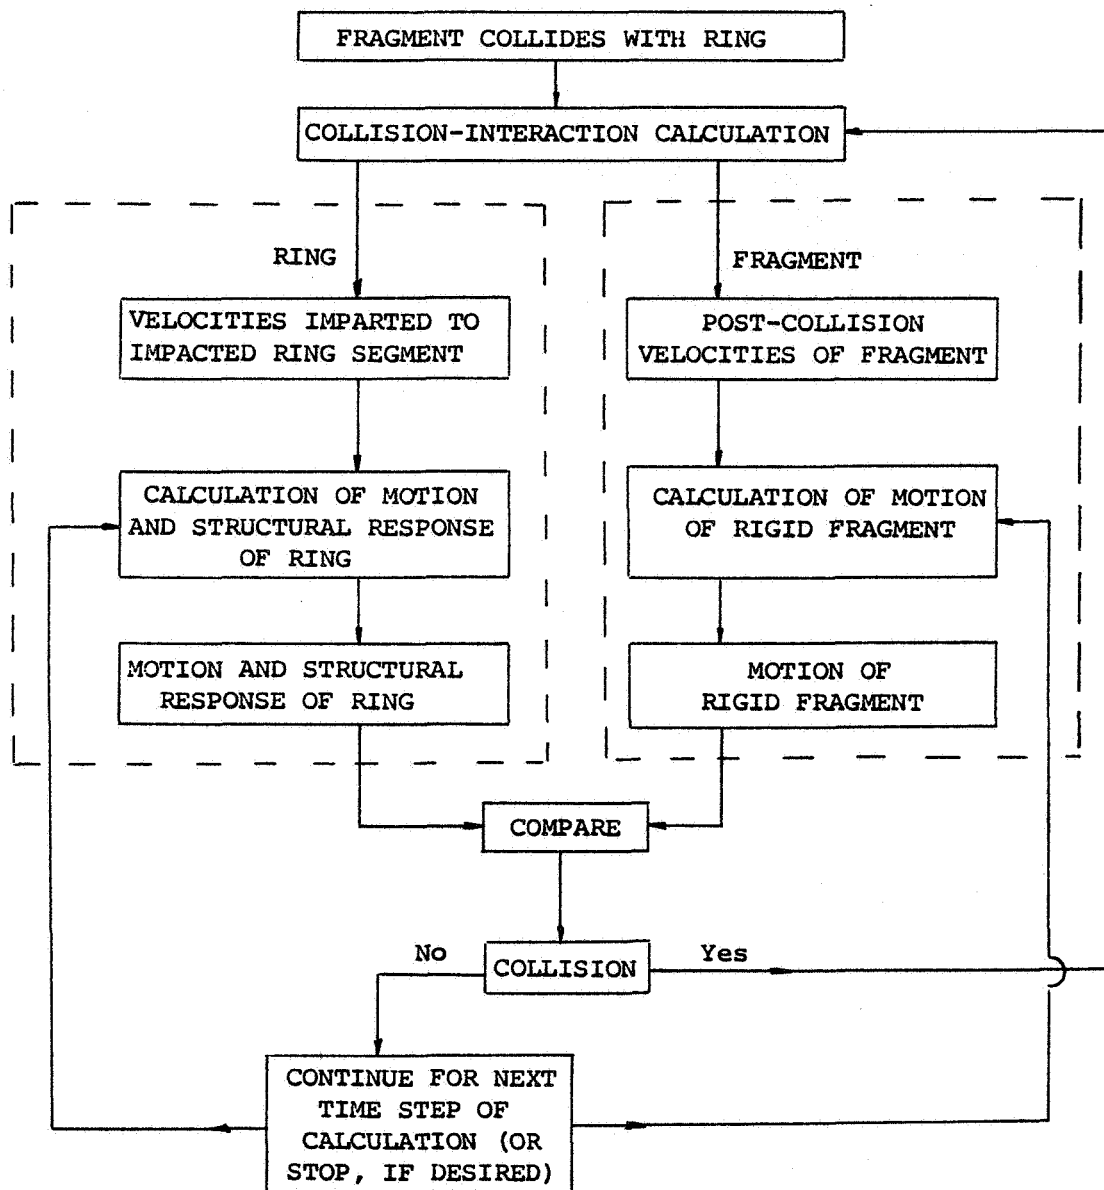 FRAGMENT COLLIDES WITH RING
COLLISION-INTERACTION CALCULATION
RING
FRAGMENT
VELOCITIES IMPARTED TO
IMPACTED RING SEGMENT
POST-COLLISION
VELOCITIES OF FRAGMENT
CALCULATION OF MOTION
AND STRUCTURAL RESPONSE
OF RING
CALCULATION OF MOTION
OF RIGID FRAGMENT
MOTION AND STRUCTURAL
RESPONSE OF RING
MOTION OF
RIGID FRAGMENT
COMPARE
No
COLLISION
Yes
CONTINUE FOR NEXT
TIME STEP OF
CALCULATION (OR
STOP, IF DESIRED)